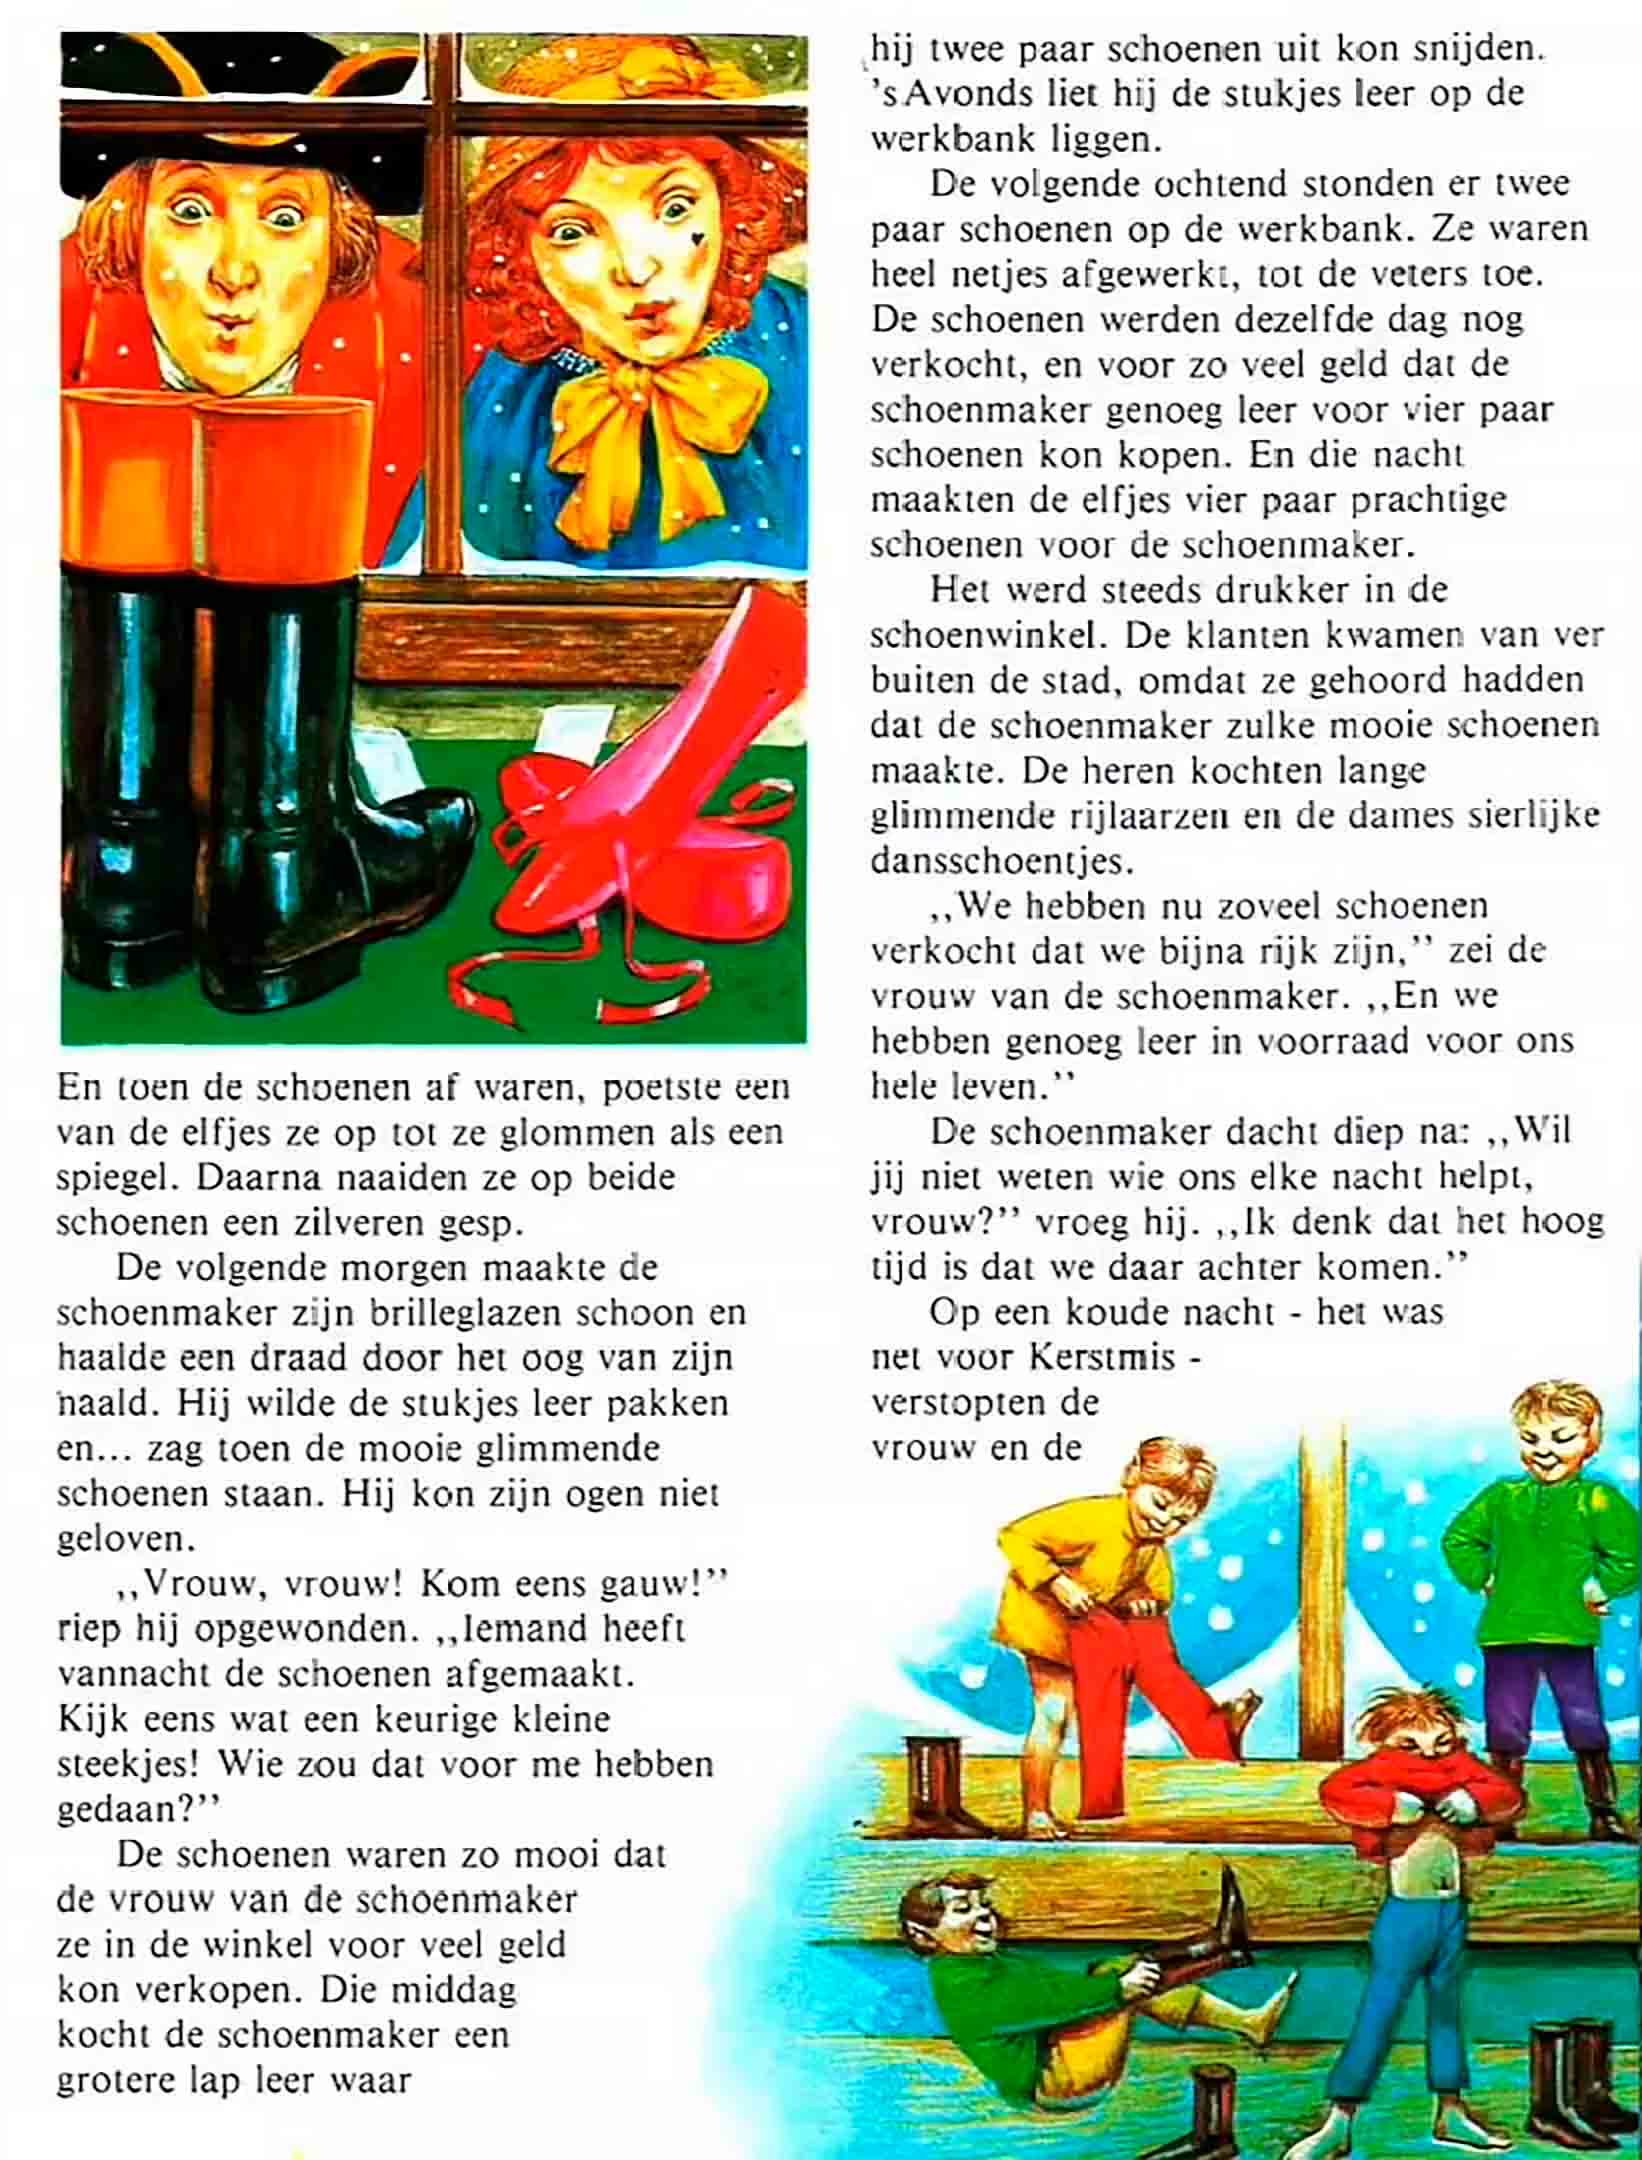 En toen de schoenen af waren, poetste een
van de elfjes ze op tot ze glommen als een
spiegel. Daarna naaiden ze op beide
schoenen een zilveren gesp.
De volgende morgen maakte de
schoenmaker zijn brilleglazen schoon en
haalde een draad door het oog van zijn
naald. Hij wilde de stukjes leer pakken
en... zag toen de mooie glimmende
schoenen staan. Hij kon zijn ogen niet
geloven.
,,Vrouw, vrouw! Kom eens gauw!’’
riep hij opgewonden. ,,Iemand heeft
vannacht de schoenen afgemaakt.
Kijk eens wat een keurige kleine
steekjes! Wie zou dat voor me hebben
gedaan?’’
De schoenen waren zo mooi dat
de vrouw van de schoenmaker
ze in de winkel voor veel geld
kon verkopen. Die middag
kocht de schoenmaker een
grotere lap leer waar
hij twee paar schoenen uit kon snijden.
’s Avonds liet hij de stukjes leer op de
werkbank liggen.
De volgende ochtend stonden er twee
paar schoenen op de werkbank. Ze waren
heel netjes afgewerkt, tot de veters toe.
De schoenen werden dezelfde dag nog
verkocht, en voor zo veel geld dat de
schoenmaker genoeg leer voor vier paar
schoenen kon kopen. En die nacht
maakten de elfjes vier paar prachtige
schoenen voor de schoenmaker.
Het werd steeds drukker in de
schoenwinkel. De klanten kwamen van ver
buiten de stad, omdat ze gehoord hadden
dat de schoenmaker zulke mooie schoenen
maakte. De heren kochten lange
glimmende rijlaarzen en de dames sierlijke
dansschoentjes.
,,We hebben nu zoveel schoenen
verkocht dat we bijna rijk zijn,’’ zei de
vrouw van de schoenmaker. ,,En we
hebben genoeg leer in voorraad voor ons
hele leven.’’
De schoenmaker dacht diep na: ,,Wil
jij niet weten wie ons elke nacht helpt,
vrouw?’’ vroeg hij. ,,Ik denk dat het hoog
tijd is dat we daar achter komen.’’
Op een koude nacht - het was
net voor Kerstmis -
verstopten de
vrouw en de